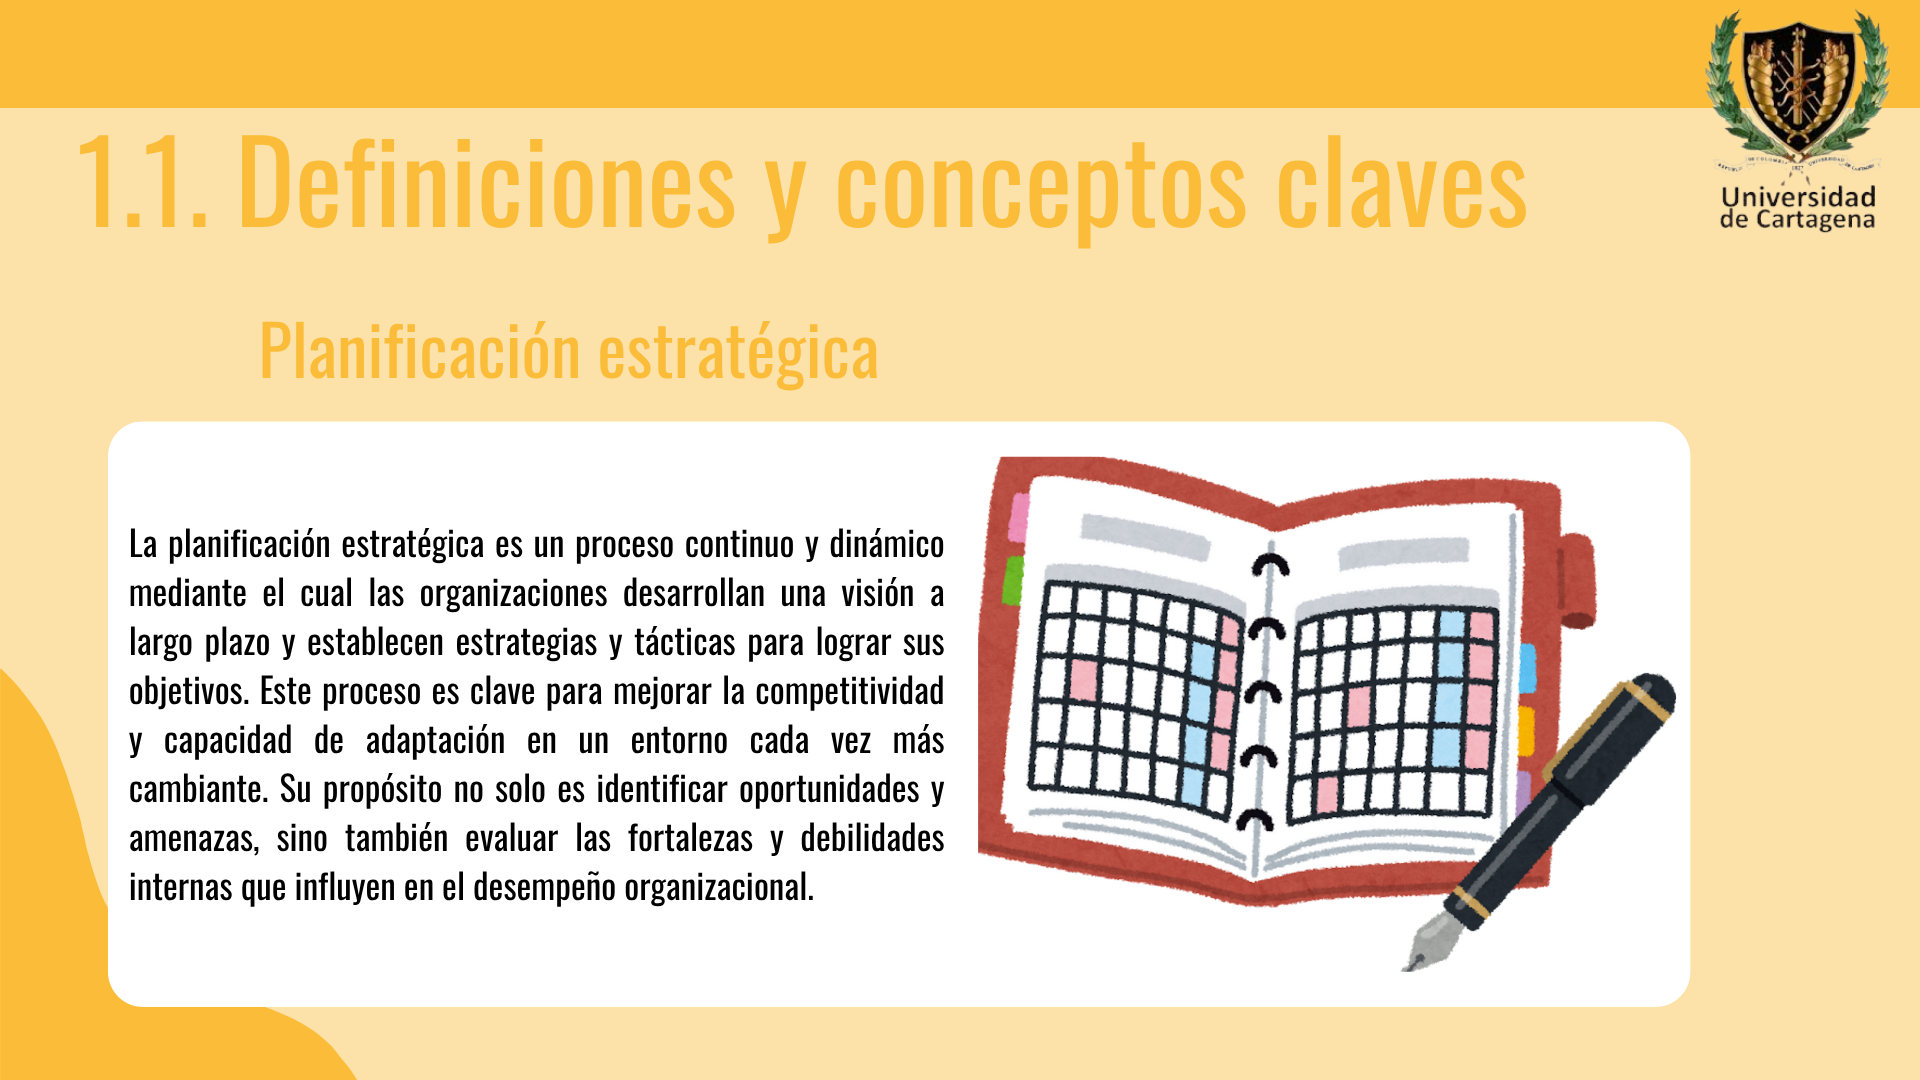 1.1. Definiciones y conceptos claves
Universidad
de Cartagena
Planificación estratégica
La planificación estratégica es un proceso continuo y dinámico
mediante el cual las organizaciones desarrollan una visión a
largo plazo y establecen estrategias y tácticas para lograr sus
objetivos. Este proceso es clave para mejorar la competitividad
y capacidad de adaptación en un entorno cada vez más
cambiante. Su propósito no solo es identificar oportunidades y
amenazas, sino también evaluar las fortalezas y debilidades
internas que influyen en el desempeño organizacional.